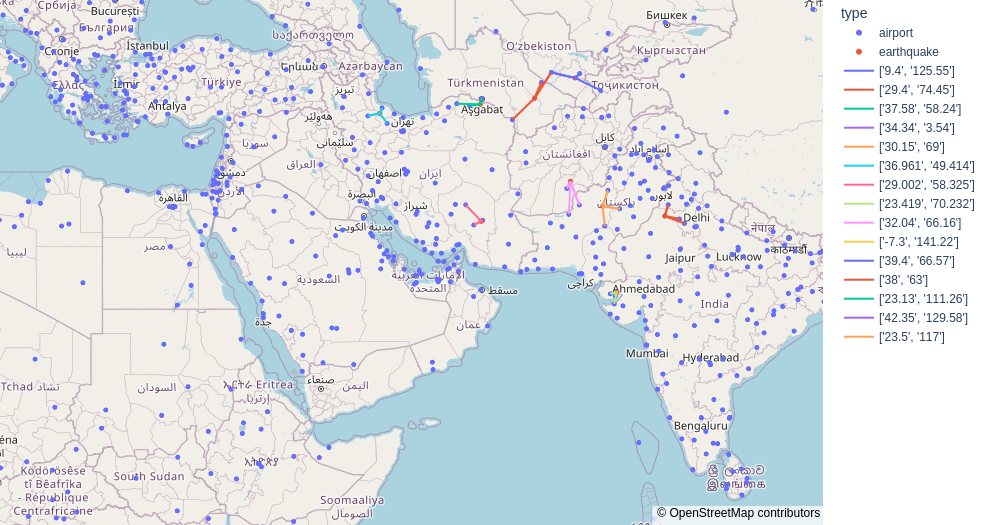 București
Србија
България
Скопје
İstanbul
Ελλάς
İzmir
Türkiye
Antalya
საქართველო
Azərbaycan
تبریز
تهران
هەولێر
سلێمانی
سوريا
دمشق
الأردن
العراق
اصفهان
ایران
البصرة
شیراز
مدينة الكويت
القاهرة
مصر
ليبيا
السعودية
الإمارات العربية
المتحدة
مسقط
عمان
جدة
صنعاء
اليمن
Tchad تشاد
السودان
ኤርትራ Eritrea
إرتريا
ኢትዮጵያ
South Sudan
Ködörösêse
tî Bêafrîka
- République
Centrafricaine
Soomaaliya
الصومال
Бишкек
Oʻzbekiston
Кыргызстан
Türkmenistan
Aşgabat
Тоҷикистон
کابل
افغانستان
اسلام آباد
لاہور
پاکستان
Delhi
नेपाल
काठमाडौं
Jaipur
Lucknow
کراچی
Ahmedabad
India
Mumbai
Hyderabad
Bengaluru
ශ්‍රී ලංකාව
இலங்கை
© OpenStreetMap contributors
type
airport
earthquake
['9.4', '125.55']
['29.4', '74.45']
['37.58', '58.24']
['34.34', '3.54']
['30.15', '69']
['36.961', '49.414']
['29.002', '58.325']
['23.419', '70.232']
['32.04', '66.16']
['-7.3', '141.22']
['39.4', '66.57']
['38', '63']
['23.13', '111.26']
['42.35', '129.58']
['23.5', '117']